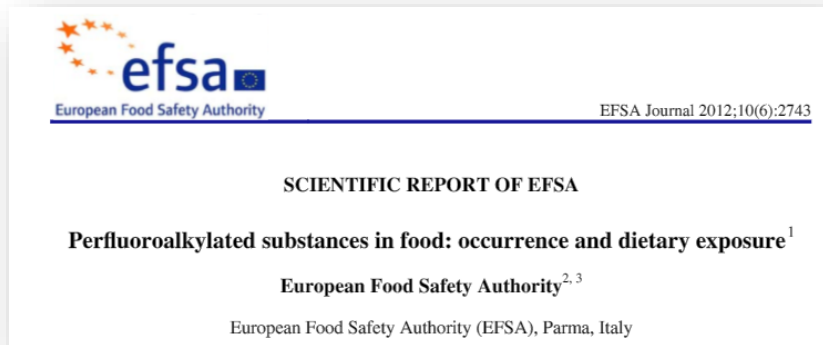 efsa
European Food Safety Authority
EFSA Journal 2012;10(6):2743
SCIENTIFIC REPORT OF EFSA
Perfluoroalkylated substances in food: occurrence and dietary exposure1
European Food Safety Authority2, 3
European Food Safety Authority (EFSA), Parma, Italy